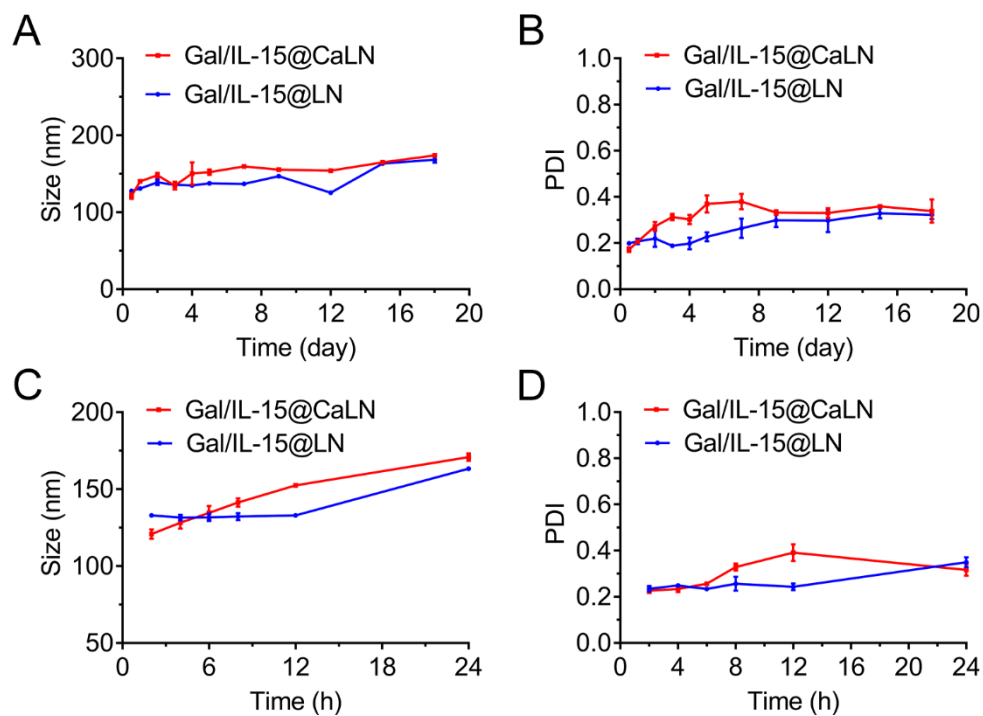 A
300
200
100
0
Size (nm)
Gal/IL-15@CaLN
Gal/IL-15@LN
0 4 8 12 16 20
Time (day)
B
1.0
0.8
0.6
0.4
0.2
0.0
PDI
Gal/IL-15@CaLN
Gal/IL-15@LN
0 4 8 12 16 20
Time (day)
C
200
150
100
50
Size (nm)
Gal/IL-15@CaLN
Gal/IL-15@LN
0 6 12 18 24
Time (h)
D
1.0
0.8
0.6
0.4
0.2
0.0
PDI
Gal/IL-15@CaLN
Gal/IL-15@LN
0 4 8 12 16 20 24
Time (h)